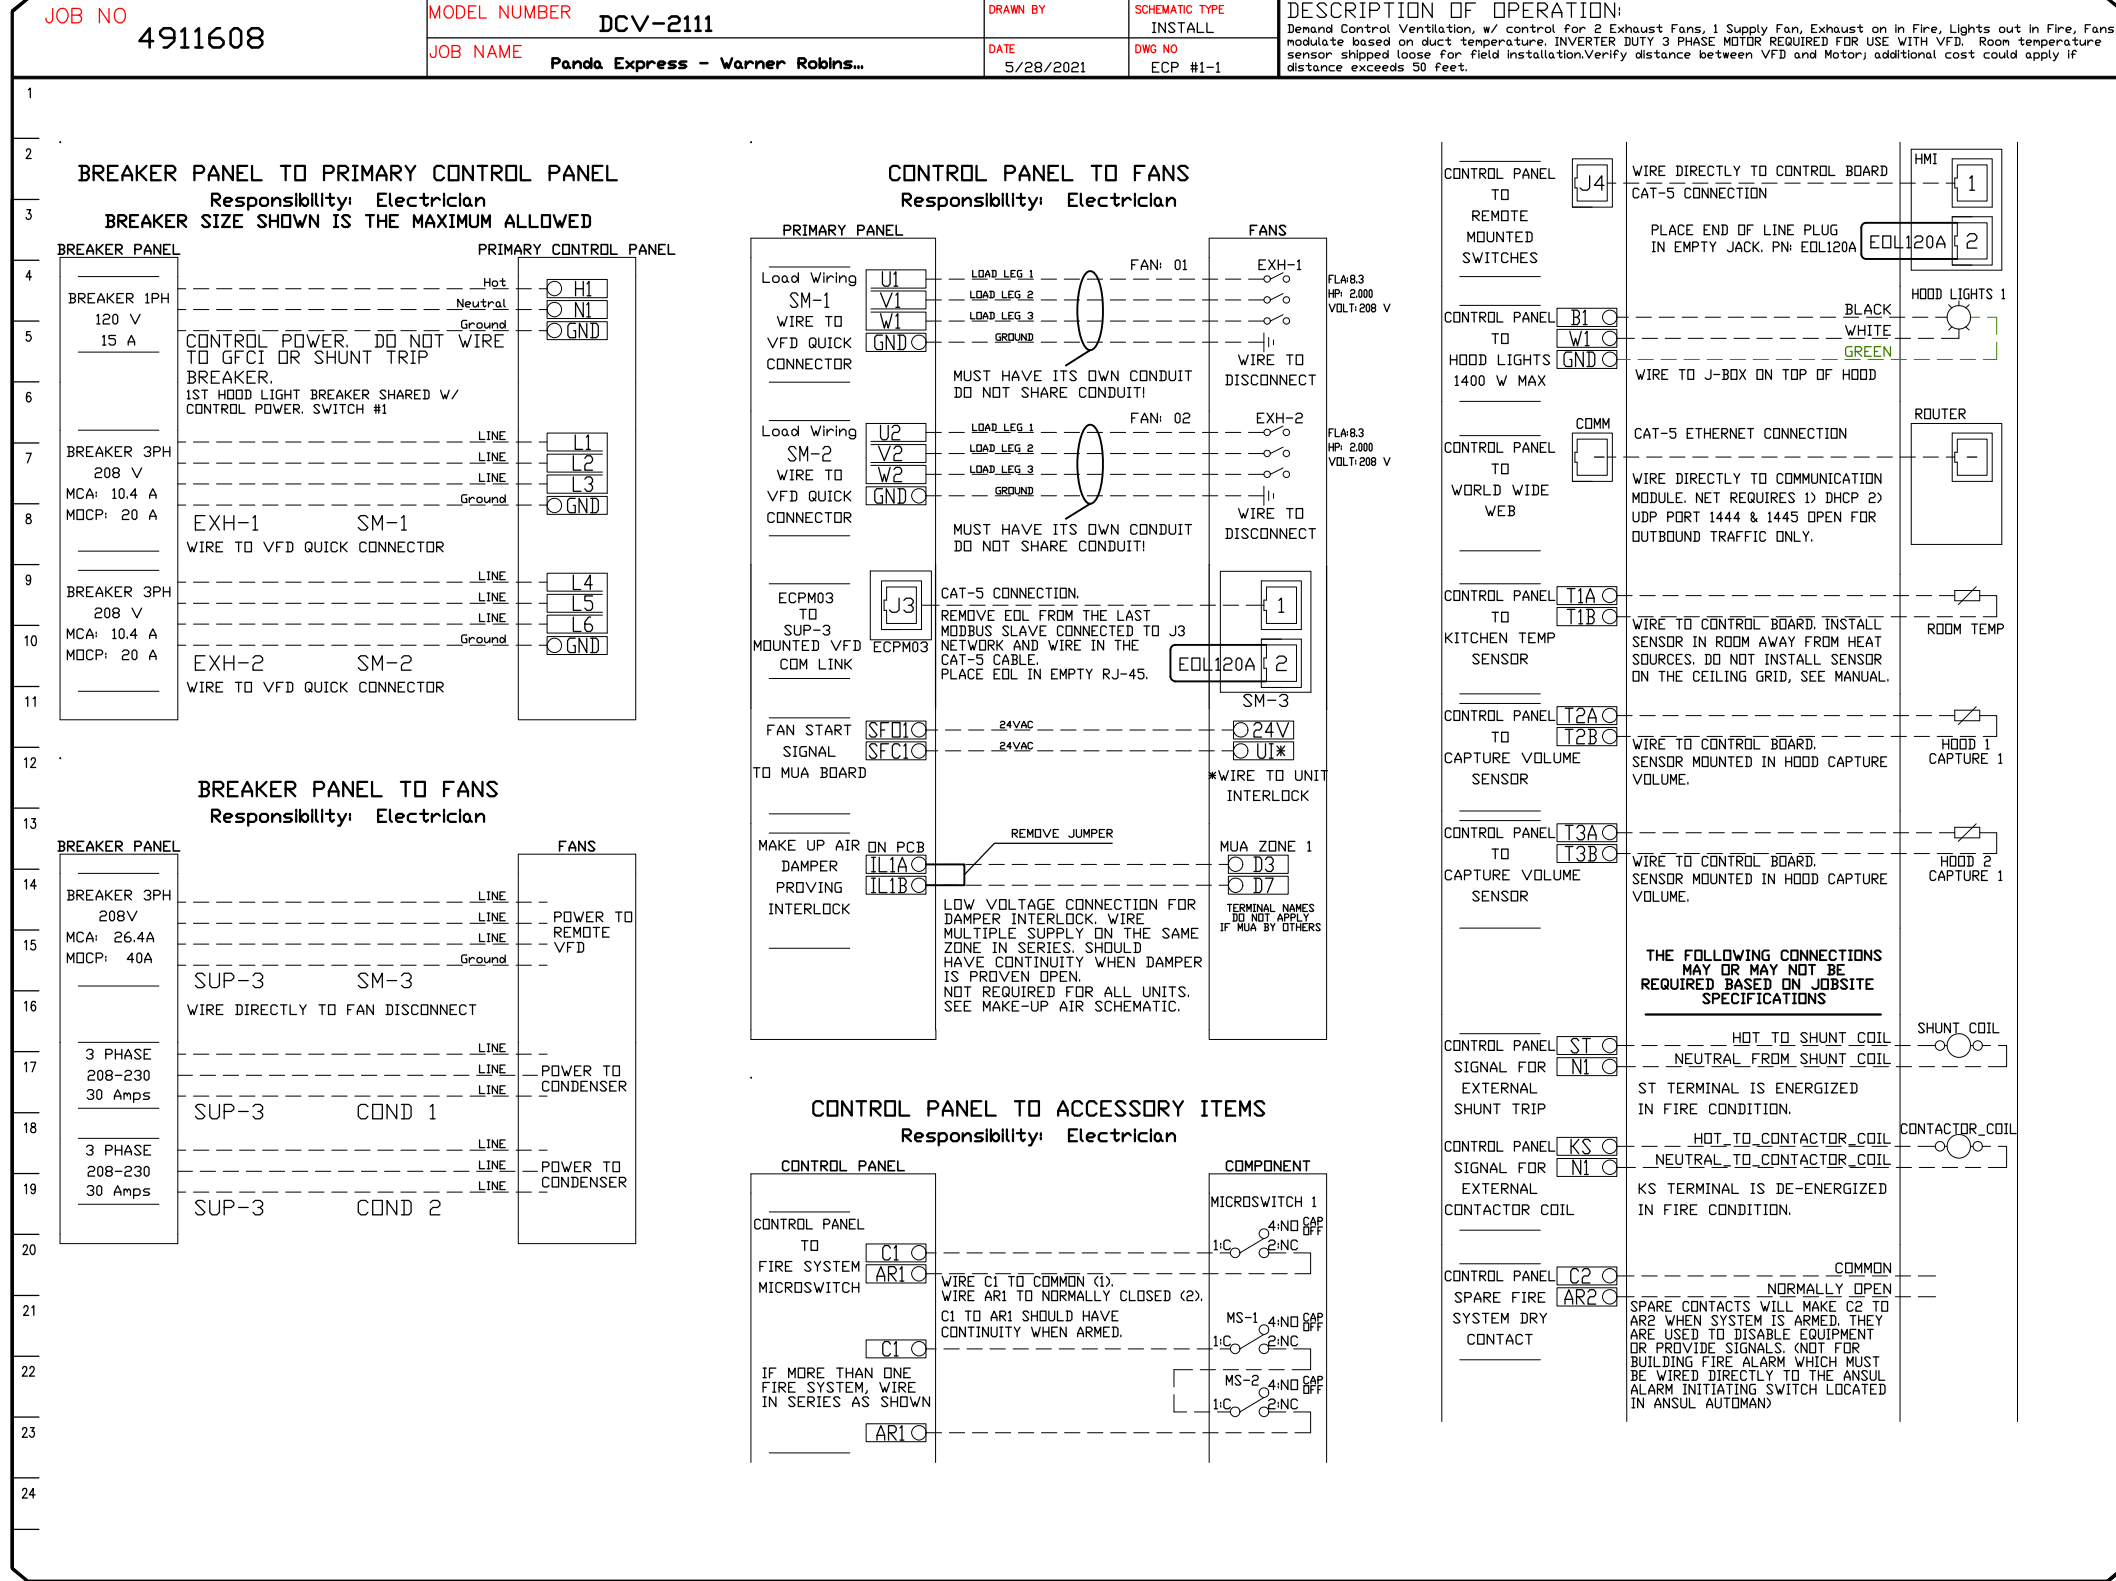 JOB NO
4911608
MODEL NUMBER
DCV-2111
JOB NAME
Panda Express - Warner Robins...
DRAWN BY
SCHEMATIC TYPE
INSTALL
DATE
5/28/2021
DWG NO
ECP #1-1
DESCRIPTION OF OPERATION:
Demand Control Ventilation, w/ control for 2 Exhaust Fans, 1 Supply Fan, Exhaust on in Fire, Lights out in Fire, Fans
modulate based on duct temperature. INVERTER DUTY 3 PHASE MOTOR REQUIRED FOR USE WITH VFD. Room temperature
sensor shipped loose for field installation.Verify distance between VFD and Motor; additional cost could apply if
distance exceeds 50 feet.
1
2
3
4
5
6
7
8
9
10
11
12
13
14
15
16
17
18
19
20
21
22
23
24
BREAKER PANEL TO PRIMARY CONTROL PANEL
Responsibility: Electrician
BREAKER SIZE SHOWN IS THE MAXIMUM ALLOWED
BREAKER PANEL
PRIMARY CONTROL PANEL
BREAKER 1PH
120 V
15 A
Hot
H1
Neutral
N1
Ground
GND
CONTROL POWER. DO NOT WIRE
TO GFCI OR SHUNT TRIP
BREAKER.
1ST HOOD LIGHT BREAKER SHARED W/
CONTROL POWER. SWITCH #1
BREAKER 3PH
208 V
MCA: 10.4 A
MOCP: 20 A
LINE
L1
LINE
L2
LINE
L3
Ground
GND
EXH-1
SM-1
WIRE TO VFD QUICK CONNECTOR
BREAKER 3PH
208 V
MCA: 10.4 A
MOCP: 20 A
LINE
L4
LINE
L5
LINE
L6
Ground
GND
EXH-2
SM-2
WIRE TO VFD QUICK CONNECTOR
BREAKER PANEL TO FANS
Responsibility: Electrician
BREAKER PANEL
FANS
BREAKER 3PH
208V
MCA: 26.4A
MOCP: 40A
LINE
LINE
LINE
Ground
POWER TO
REMOTE
VFD
SUP-3
SM-3
WIRE DIRECTLY TO FAN DISCONNECT
3 PHASE
208-230
30 Amps
LINE
LINE
LINE
POWER TO
CONDENSER
SUP-3
COND 1
3 PHASE
208-230
30 Amps
LINE
LINE
LINE
POWER TO
CONDENSER
SUP-3
COND 2
CONTROL PANEL TO FANS
Responsibility: Electrician
PRIMARY PANEL
FANS
Load Wiring
SM-1
WIRE TO
VFD QUICK
CONNECTOR
U1
V1
W1
GND
LOAD LEG 1
LOAD LEG 2
LOAD LEG 3
GROUND
FAN: 01
EXH-1
FLA:8.3
HP: 2.000
VOLT:208 V
WIRE TO
DISCONNECT
MUST HAVE ITS OWN CONDUIT
DO NOT SHARE CONDUIT!
Load Wiring
SM-2
WIRE TO
VFD QUICK
CONNECTOR
U2
V2
W2
GND
LOAD LEG 1
LOAD LEG 2
LOAD LEG 3
GROUND
FAN: 02
EXH-2
FLA:8.3
HP: 2.000
VOLT:208 V
WIRE TO
DISCONNECT
MUST HAVE ITS OWN CONDUIT
DO NOT SHARE CONDUIT!
ECPM03
TO
SUP-3
MOUNTED VFD
COM LINK
J3
ECPM03
CAT-5 CONNECTION.
REMOVE EOL FROM THE LAST
MODBUS SLAVE CONNECTED TO J3
NETWORK AND WIRE IN THE
CAT-5 CABLE.
PLACE EOL IN EMPTY RJ-45.
1
EOL120A
2
SM-3
FAN START
SIGNAL
TO MUA BOARD
SF01
SFC1
24VAC
24VAC
24V
UI*
*WIRE TO UNIT
INTERLOCK
MAKE UP AIR
DAMPER
PROVING
INTERLOCK
ON PCB
IL1A
IL1B
REMOVE JUMPER
MUA ZONE 1
D3
D7
TERMINAL NAMES
DO NOT APPLY
IF MUA BY OTHERS
LOW VOLTAGE CONNECTION FOR
DAMPER INTERLOCK. WIRE
MULTIPLE SUPPLY ON THE SAME
ZONE IN SERIES. SHOULD
HAVE CONTINUITY WHEN DAMPER
IS PROVEN OPEN.
NOT REQUIRED FOR ALL UNITS.
SEE MAKE-UP AIR SCHEMATIC.
CONTROL PANEL TO ACCESSORY ITEMS
Responsibility: Electrician
CONTROL PANEL
COMPONENT
CONTROL PANEL
TO
FIRE SYSTEM
MICROSWITCH
C1
AR1
MICROSWITCH 1
4:NO CAP OFF
1:C
2:NC
WIRE C1 TO COMMON (1).
WIRE AR1 TO NORMALLY CLOSED (2).
C1 TO AR1 SHOULD HAVE
CONTINUITY WHEN ARMED.
C1
MS-1
4:NO CAP OFF
1:C
2:NC
IF MORE THAN ONE
FIRE SYSTEM, WIRE
IN SERIES AS SHOWN
MS-2
4:NO CAP OFF
1:C
2:NC
AR1
CONTROL PANEL
TO
REMOTE
MOUNTED
SWITCHES
J4
WIRE DIRECTLY TO CONTROL BOARD
CAT-5 CONNECTION
PLACE END OF LINE PLUG
IN EMPTY JACK. PN: EOL120A
HMI
1
EOL120A
2
CONTROL PANEL
TO
HOOD LIGHTS
1400 W MAX
B1
W1
GND
BLACK
WHITE
GREEN
HOOD LIGHTS 1
WIRE TO J-BOX ON TOP OF HOOD
CONTROL PANEL
TO
WORLD WIDE
WEB
COMM
CAT-5 ETHERNET CONNECTION
ROUTER
WIRE DIRECTLY TO COMMUNICATION
MODULE. NET REQUIRES 1) DHCP 2)
UDP PORT 1444 & 1445 OPEN FOR
OUTBOUND TRAFFIC ONLY.
CONTROL PANEL
TO
KITCHEN TEMP
SENSOR
T1A
T1B
ROOM TEMP
WIRE TO CONTROL BOARD. INSTALL
SENSOR IN ROOM AWAY FROM HEAT
SOURCES. DO NOT INSTALL SENSOR
ON THE CEILING GRID, SEE MANUAL.
CONTROL PANEL
TO
CAPTURE VOLUME
SENSOR
T2A
T2B
WIRE TO CONTROL BOARD.
SENSOR MOUNTED IN HOOD CAPTURE
VOLUME.
HOOD 1
CAPTURE 1
CONTROL PANEL
TO
CAPTURE VOLUME
SENSOR
T3A
T3B
WIRE TO CONTROL BOARD.
SENSOR MOUNTED IN HOOD CAPTURE
VOLUME.
HOOD 2
CAPTURE 1
THE FOLLOWING CONNECTIONS
MAY OR MAY NOT BE
REQUIRED BASED ON JOBSITE
SPECIFICATIONS
CONTROL PANEL
SIGNAL FOR
EXTERNAL
SHUNT TRIP
ST
N1
HOT TO SHUNT COIL
NEUTRAL FROM SHUNT COIL
SHUNT COIL
ST TERMINAL IS ENERGIZED
IN FIRE CONDITION.
CONTROL PANEL
SIGNAL FOR
EXTERNAL
CONTACTOR COIL
KS
N1
HOT TO CONTACTOR COIL
NEUTRAL TO CONTACTOR COIL
CONTACTOR COIL
KS TERMINAL IS DE-ENERGIZED
IN FIRE CONDITION.
CONTROL PANEL
SPARE FIRE
SYSTEM DRY
CONTACT
C2
AR2
COMMON
NORMALLY OPEN
SPARE CONTACTS WILL MAKE C2 TO
AR2 WHEN SYSTEM IS ARMED. THEY
ARE USED TO DISABLE EQUIPMENT
OR PROVIDE SIGNALS. (NOT FOR
BUILDING FIRE ALARM WHICH MUST
BE WIRED DIRECTLY TO THE ANSUL
ALARM INITIATING SWITCH LOCATED
IN ANSUL AUTOMAN)